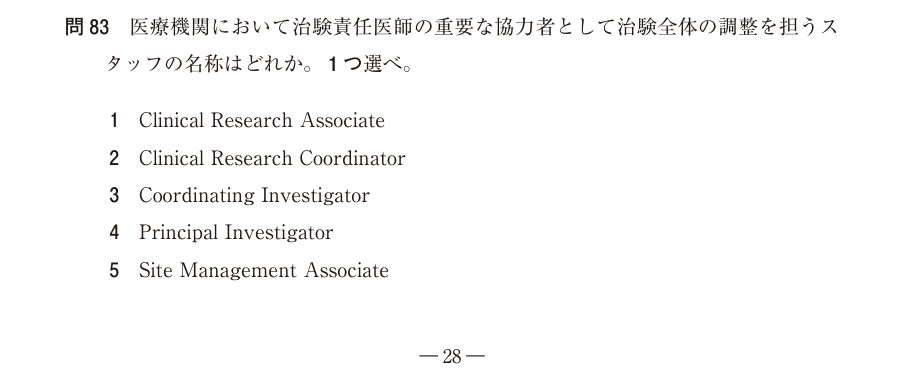 問 83　医療機関において治験責任医師の重要な協力者として治験全体の調整を担うス
タッフの名称はどれか。1つ選べ。
1　Clinical Research Associate
2　Clinical Research Coordinator
3　Coordinating Investigator
4　Principal Investigator
5　Site Management Associate
― 28 ―